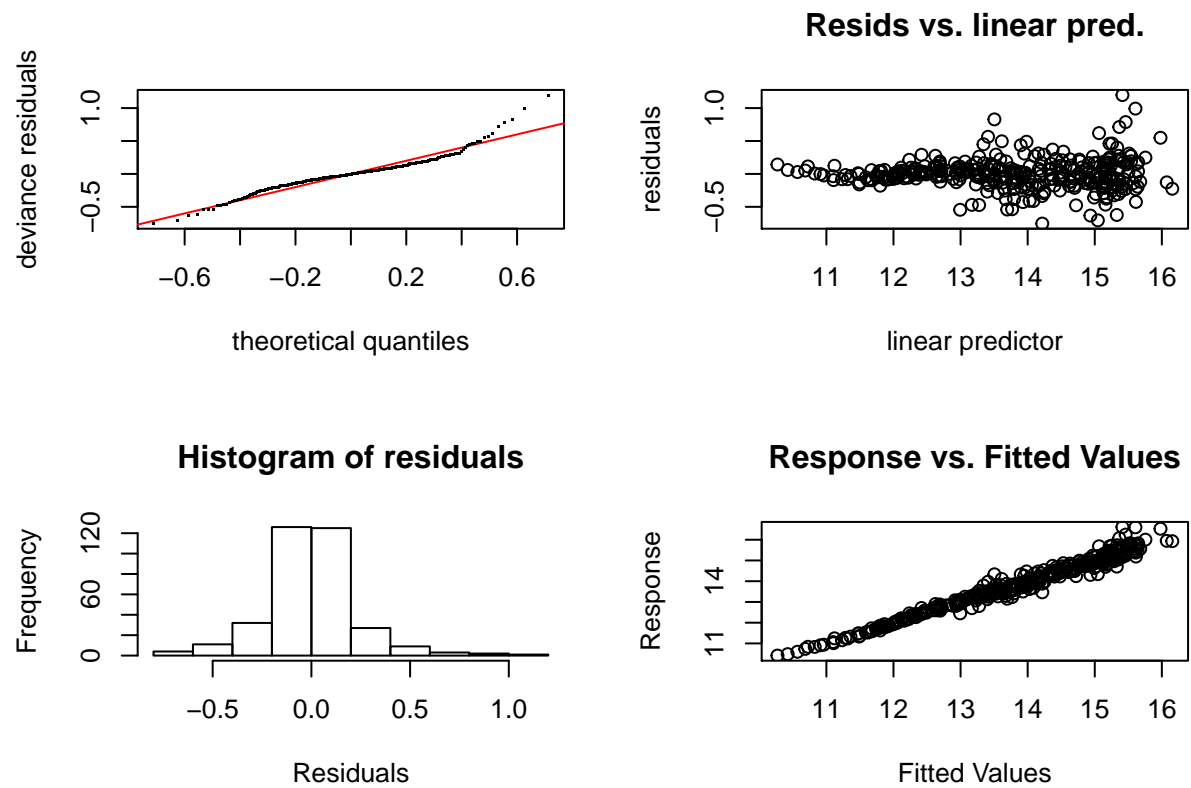 deviance residuals
1.0
−0.5
−0.6
−0.2
0.2
0.6
theoretical quantiles
Resids vs. linear pred.
residuals
1.0
−0.5
11
12
13
14
15
16
linear predictor
Histogram of residuals
Frequency
120
60
0
−0.5
0.0
0.5
1.0
Residuals
Response vs. Fitted Values
Response
14
11
11
12
13
14
15
16
Fitted Values